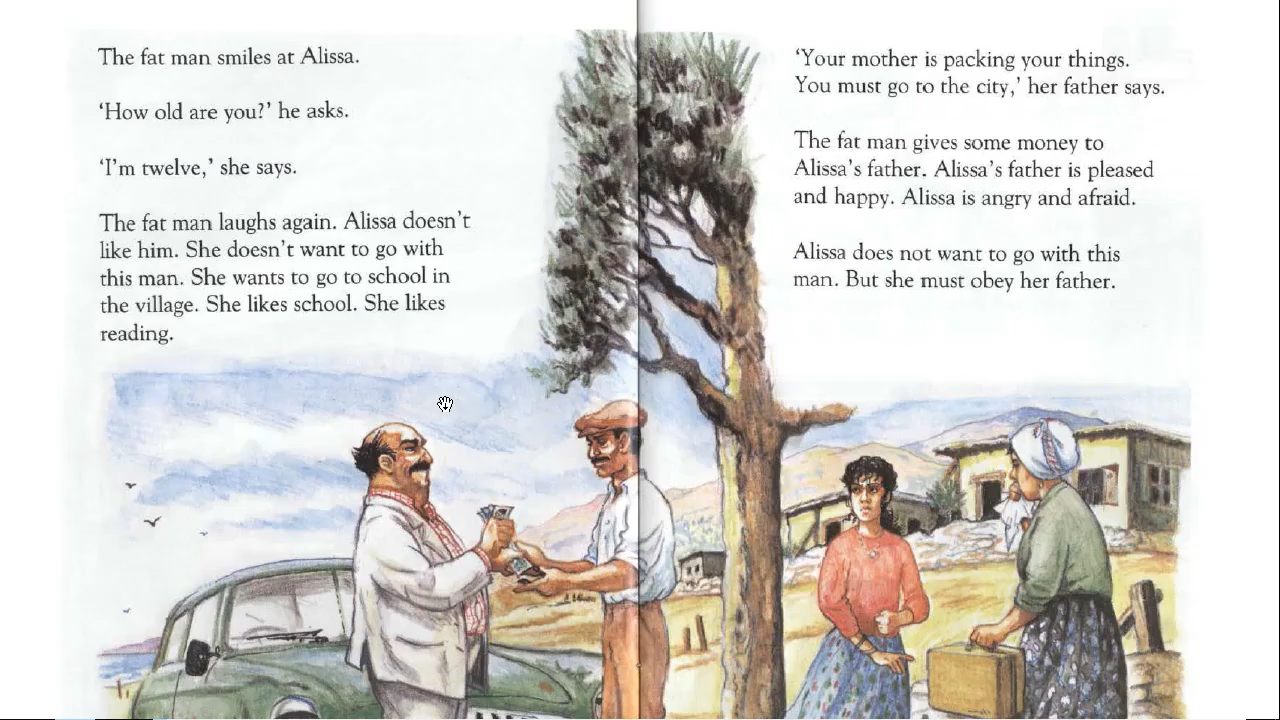 The fat man smiles at Alissa.
‘How old are you?’ he asks.
‘I’m twelve,’ she says.
The fat man laughs again. Alissa doesn’t
like him. She doesn’t want to go with
this man. She wants to go to school in
the village. She likes school. She likes
reading.
‘Your mother is packing your things.
You must go to the city,’ her father says.
The fat man gives some money to
Alissa’s father. Alissa’s father is pleased
and happy. Alissa is angry and afraid.
Alissa does not want to go with this
man. But she must obey her father.